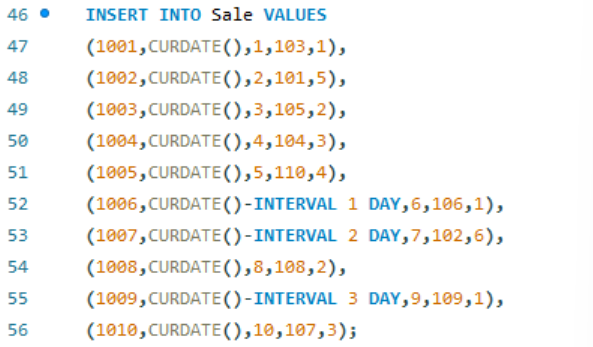 46 INSERT INTO Sale VALUES
47 (1001,CURDATE(),1,103,1),
48 (1002,CURDATE(),2,101,5),
49 (1003,CURDATE(),3,105,2),
50 (1004,CURDATE(),4,104,3),
51 (1005,CURDATE(),5,110,4),
52 (1006,CURDATE()-INTERVAL 1 DAY,6,106,1),
53 (1007,CURDATE()-INTERVAL 2 DAY,7,102,6),
54 (1008,CURDATE(),8,108,2),
55 (1009,CURDATE()-INTERVAL 3 DAY,9,109,1),
56 (1010,CURDATE(),10,107,3);